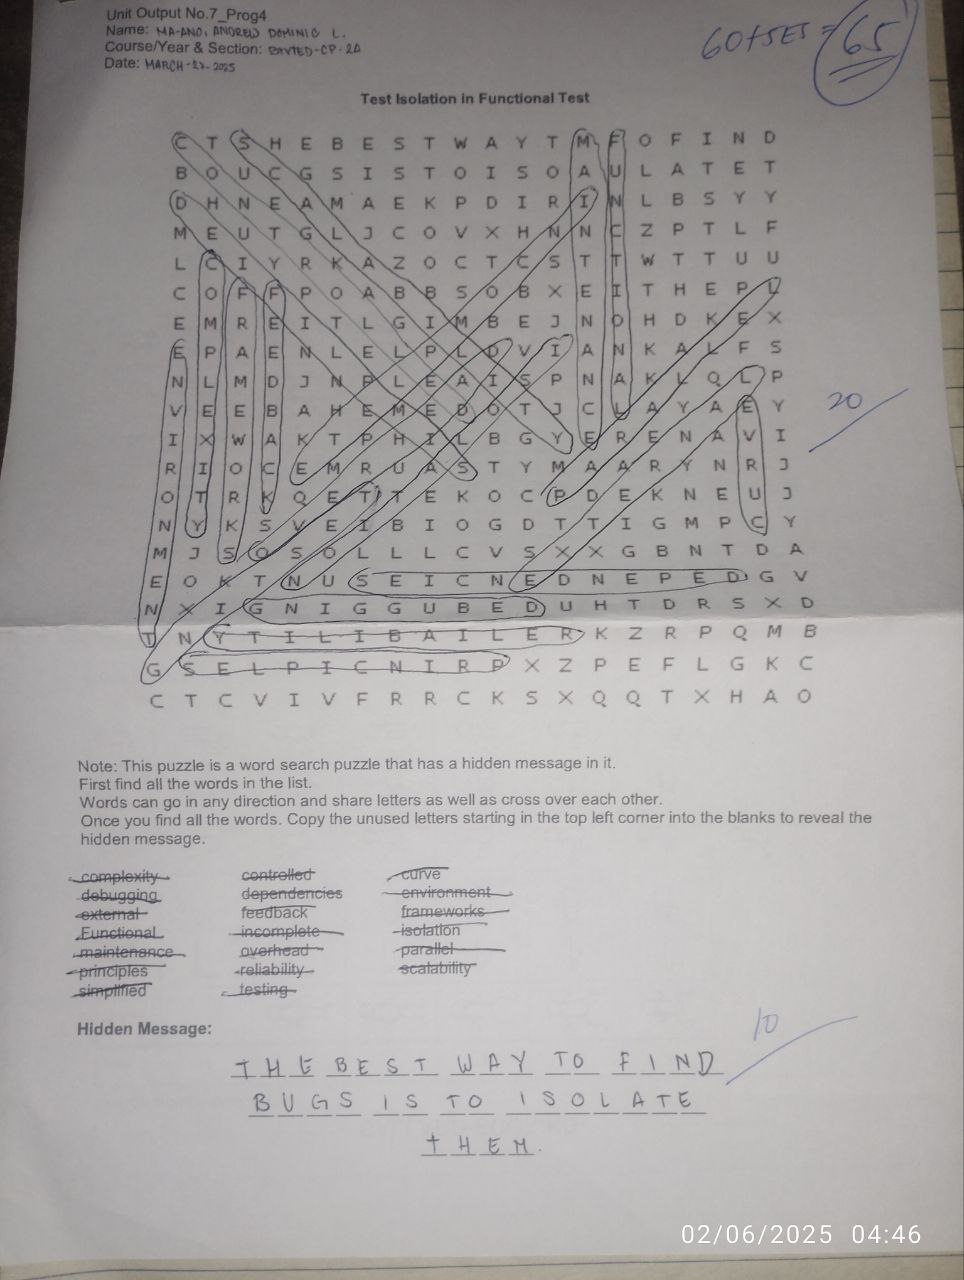 Unit Output No.7_Prog4
Name: MA-ANO, ANDREW DOMINIC L.
Course/Year & Section: BNTED-CP-2A
Date: MARCH-27-2025
60+5ES = 65
Test Isolation in Functional Test
C T S H E B E S T W A Y T M F O F I N D
B O U C G S I S T O I S O A U L A T E T
D H N E A M A E K P D I R I N L B S Y Y
M E U T G L J C O V X H N N C Z P T L F
L C I Y R K A Z O C T C S T T W T T U U
C O F F P O A B B S O B X E I T H E P L
E M R E I T L G I M B E J N O H D K E X
E P A E N L E L P L D V I A N K A L F S
N L M D J N P L E A I S P N A K L Q L P
V E E B A H E M E D O T J C L A Y A E Y
I X W A K T P H I L B G Y E R E N A V I
R I O C E M R U A S T Y M A A R Y N R J
O T R K Q E T T E K O C P D E K N E U J
N Y K S V E I B I O G D T T I G M P C Y
M J S O S O L L L C V S X X G B N T D A
E O K T N U S E I C N E D N E P E D G V
N X I G N I G G U B E D U H T D R S X D
T N Y T I L I B A I L E R K Z R P Q M B
G S E L P I C N I R P X Z P E F L G K C
C T C V I V F R R C K S X Q Q T X H A O
20
Note: This puzzle is a word search puzzle that has a hidden message in it.
First find all the words in the list.
Words can go in any direction and share letters as well as cross over each other.
Once you find all the words. Copy the unused letters starting in the top left corner into the blanks to reveal the
hidden message.
complexity controlled curve
debugging dependencies environment
external feedback frameworks
Functional incomplete isolation
maintenance overhead parallel
principles reliability scalability
simplified testing
Hidden Message:
10
THE BEST WAY TO FIND
BUGS IS TO ISOLATE
THEM.
02/06/2025 04:46